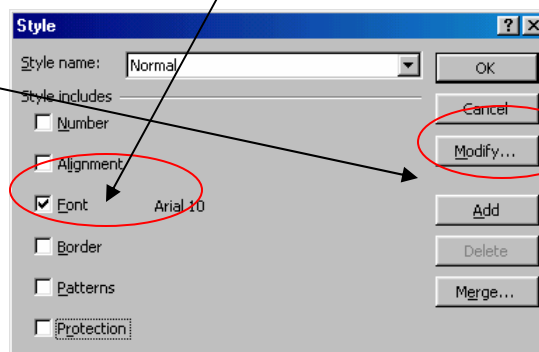 Style
Style name: Normal OK
Style includes Cancel
Number
Modify...
Alignment
Font Arial 10 Add
Border Delete
Patterns Merge...
Protection